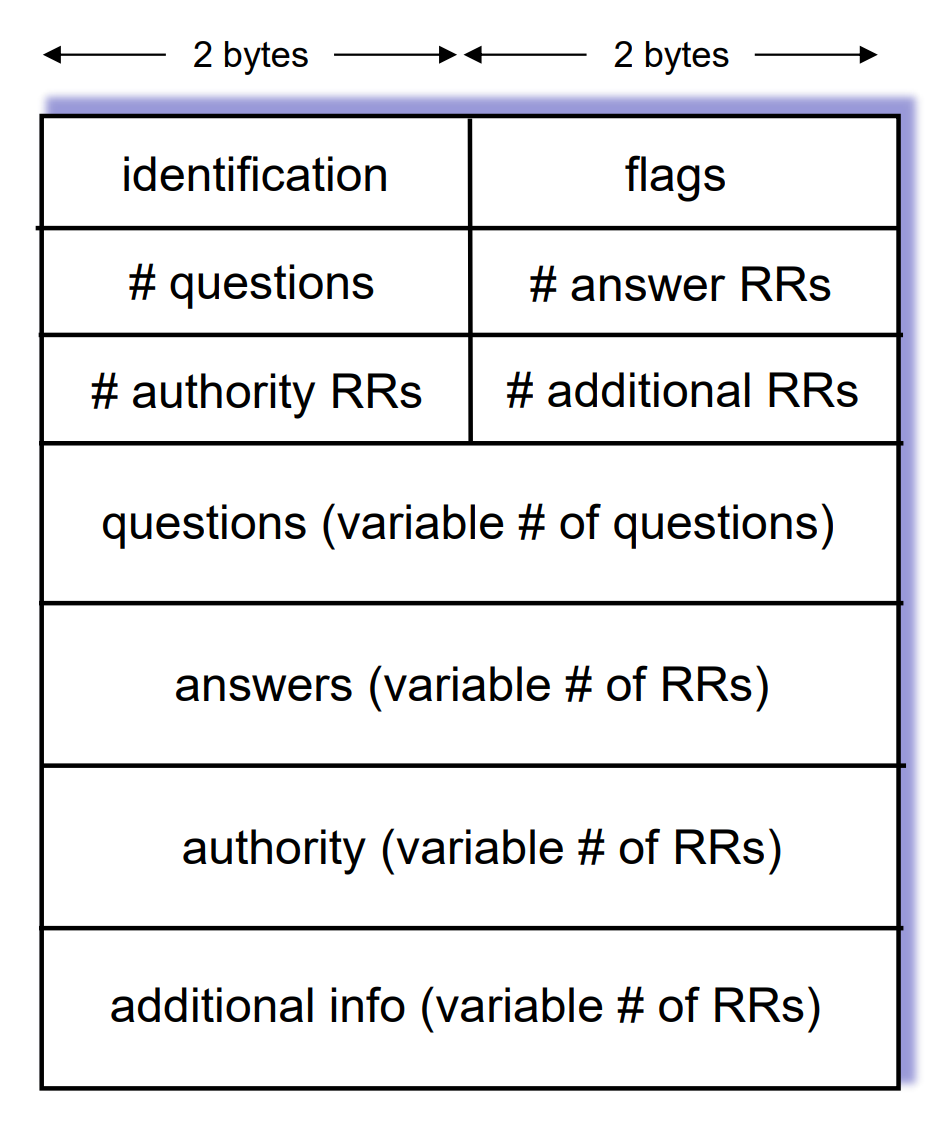 2 bytes 2 bytes
identification flags
# questions # answer RRs
# authority RRs # additional RRs
questions (variable # of questions)
answers (variable # of RRs)
authority (variable # of RRs)
additional info (variable # of RRs)